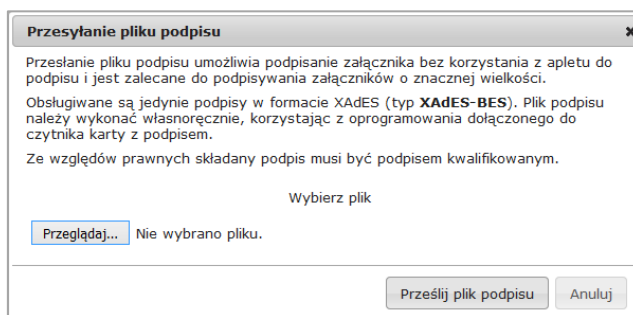 Przesyłanie pliku podpisu
Przesłanie pliku podpisu umożliwia podpisanie załącznika bez korzystania z apletu do
podpisu i jest zalecane do podpisywania załączników o znacznej wielkości.
Obsługiwane są jedynie podpisy w formacie XAdES (typ XAdES-BES). Plik podpisu
należy wykonać własnoręcznie, korzystając z oprogramowania dołączonego do
czytnika karty z podpisem.
Ze względów prawnych składany podpis musi być podpisem kwalifikowanym.
Wybierz plik
Przeglądaj... Nie wybrano pliku.
Prześlij plik podpisu Anuluj